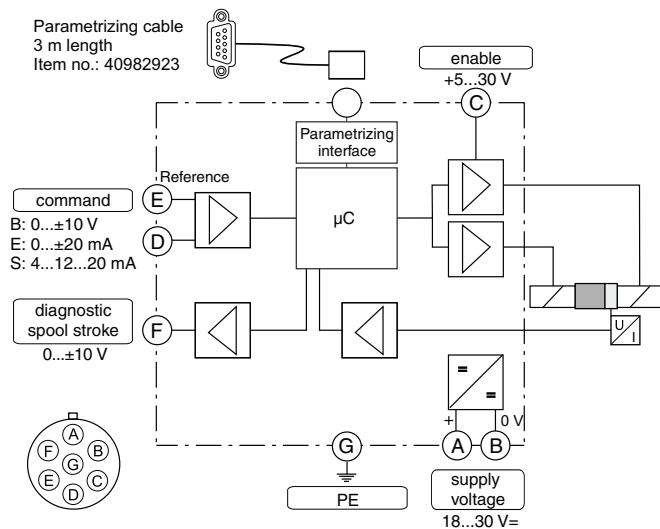 Parametrizing cable
3 m length
Item no.: 40982923
enable
+5...30 V
C
Parametrizing
interface
Reference
command
E
B: 0...±10 V
E: 0...±20 mA
S: 4...12...20 mA
D
µC
diagnostic
spool stroke
F
0...±10 V
U
I
=
=
+
0 V
G
A
B
PE
supply
voltage
18...30 V=
A
F
B
G
E
C
D